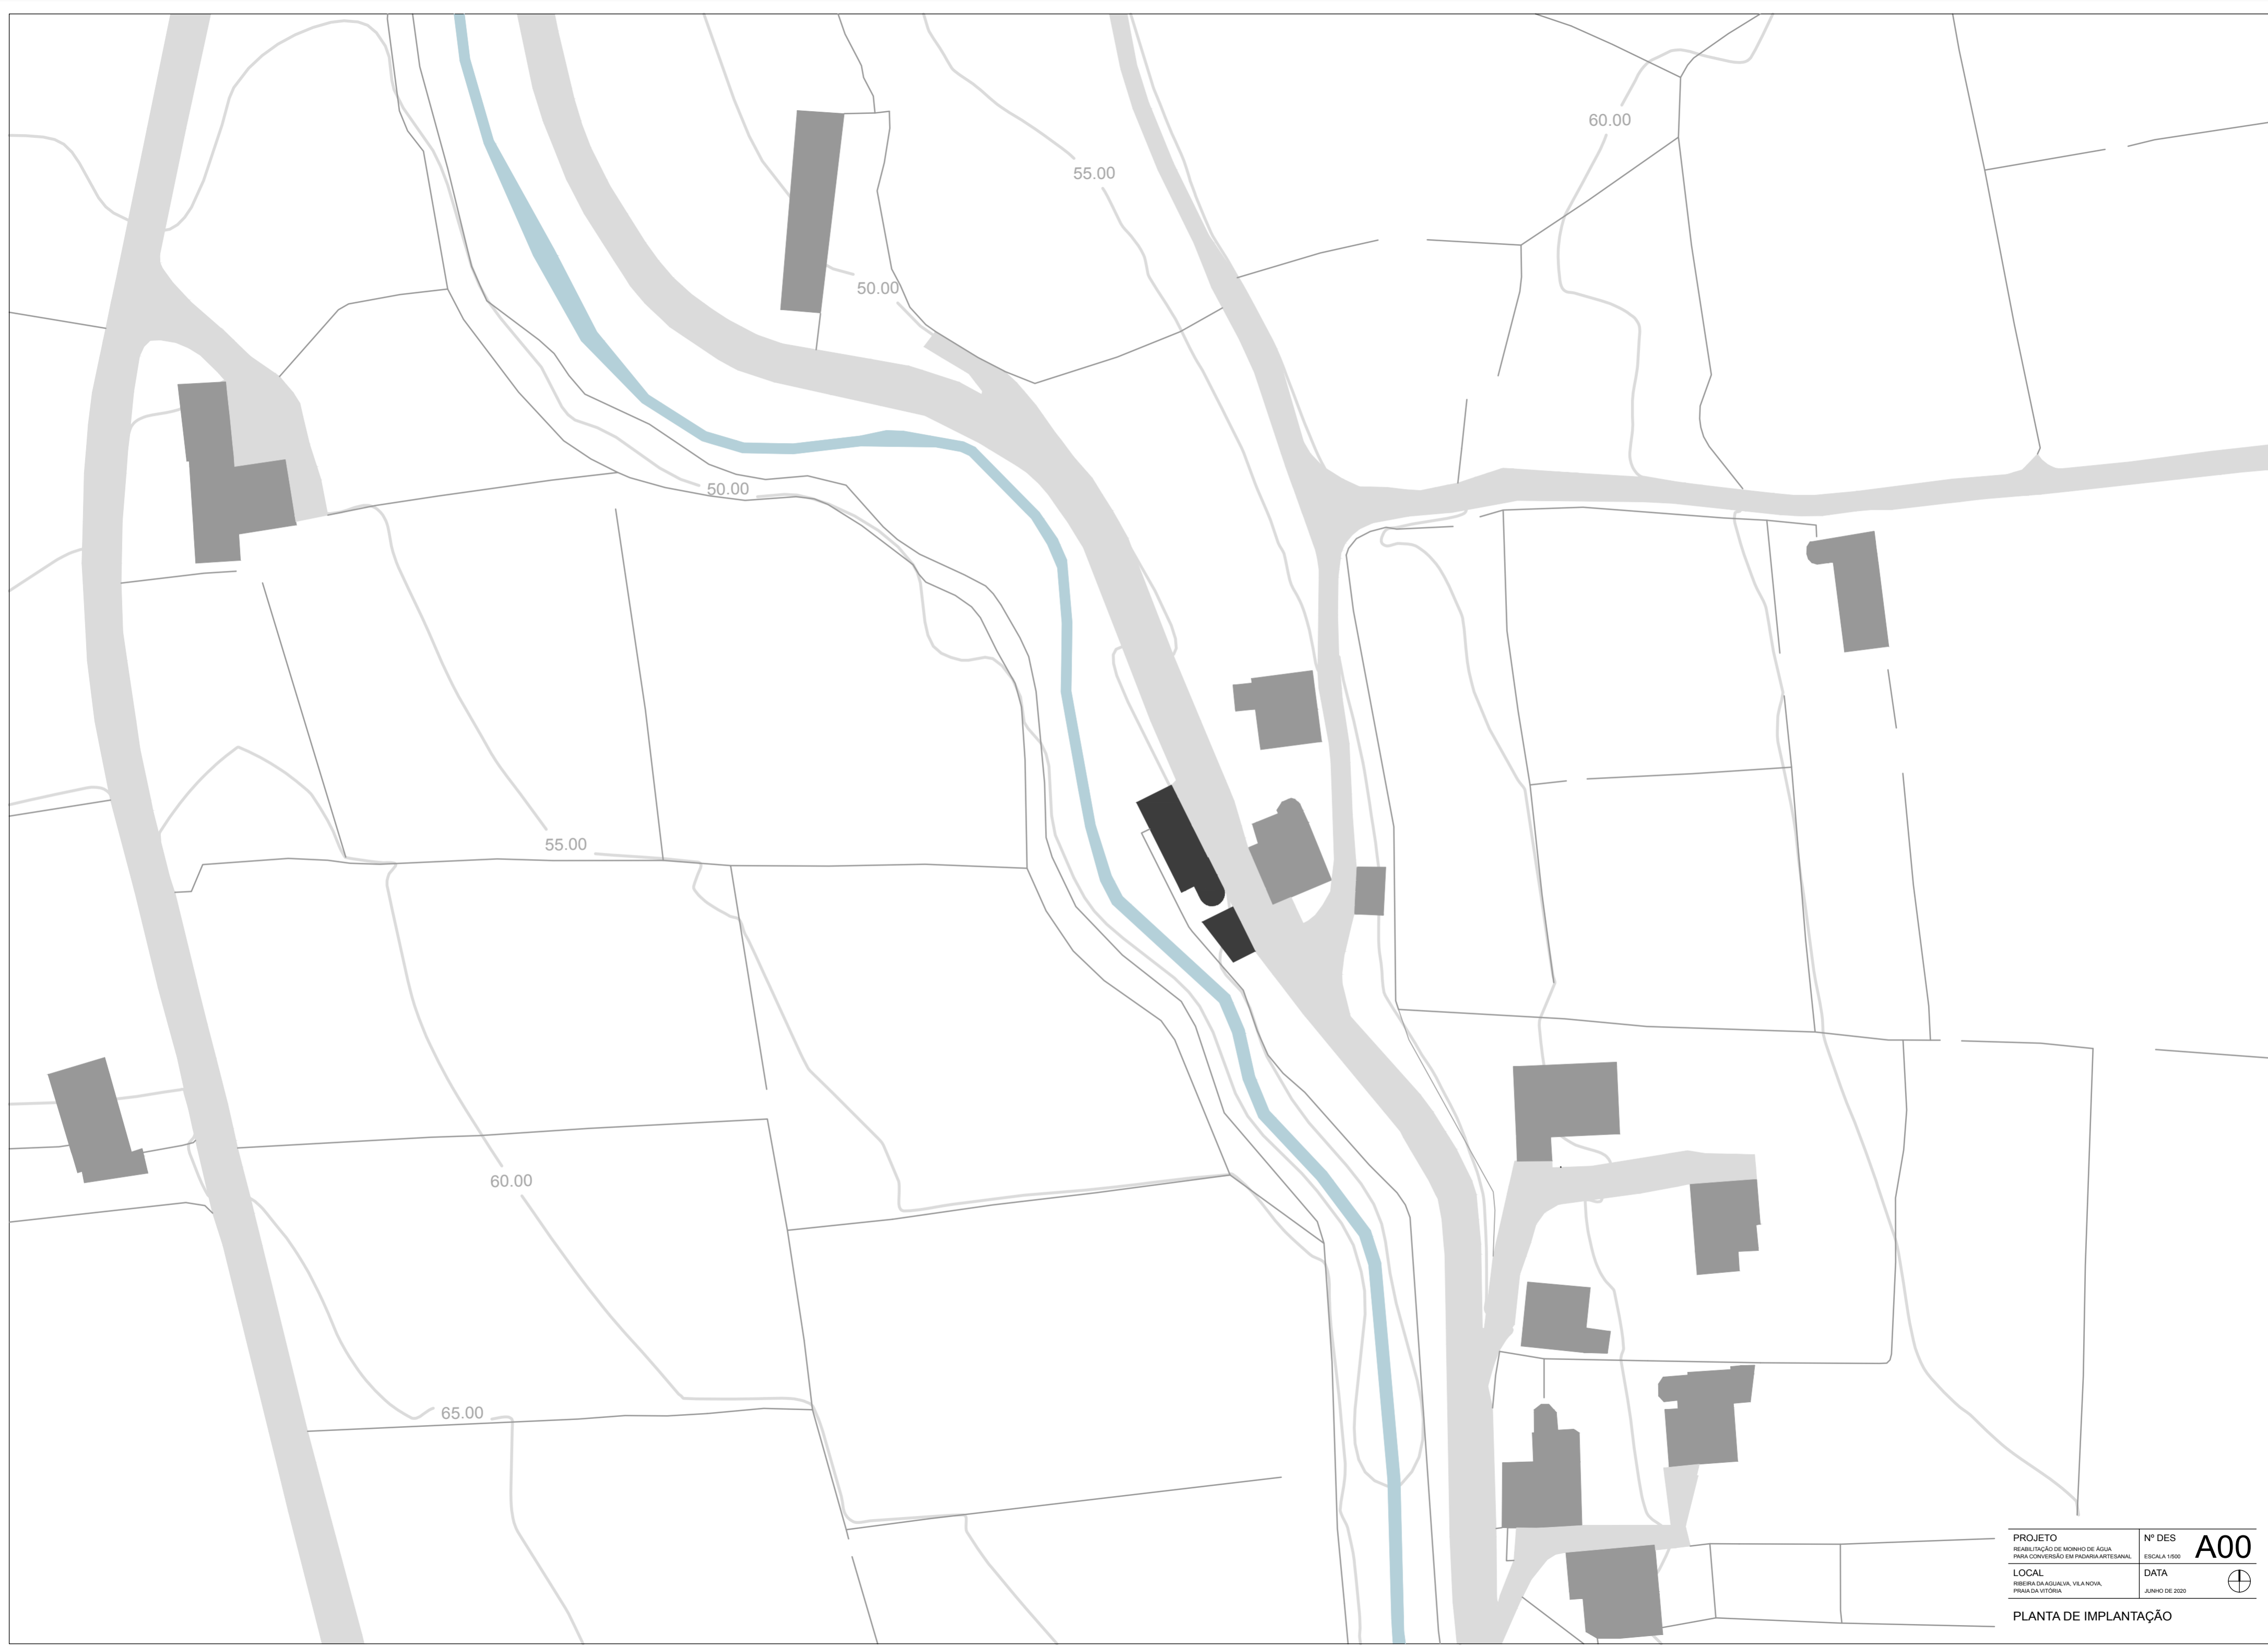 60.00
55.00
50.00
50.00
55.00
60.00
65.00
PROJETO
REABILITAÇÃO DE MOINHO DE ÁGUA
PARA CONVERSÃO EM PADARIA ARTESANAL
Nº DES
ESCALA 1/500
A00
LOCAL
RIBEIRA DA AGUALVA, VILA NOVA,
PRAIA DA VITÓRIA
DATA
JUNHO DE 2020
PLANTA DE IMPLANTAÇÃO